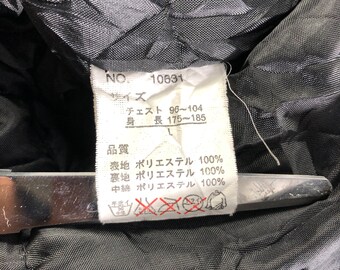 NO. 10831
サイズ
チェスト 96~104
身 長 175~185
L
品質
表地 ポリエステル 100%
裏地 ポリエステル 100%
中綿 ポリエステル 100%